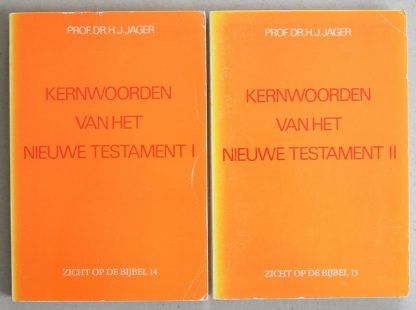 PROF. DR. H. J. JAGER
KERNWOORDEN
VAN HET
NIEUWE TESTAMENT I
ZICHT OP DE BIJBEL 14
PROF. DR. H. J. JAGER
KERNWOORDEN
VAN HET
NIEUWE TESTAMENT II
ZICHT OP DE BIJBEL 15